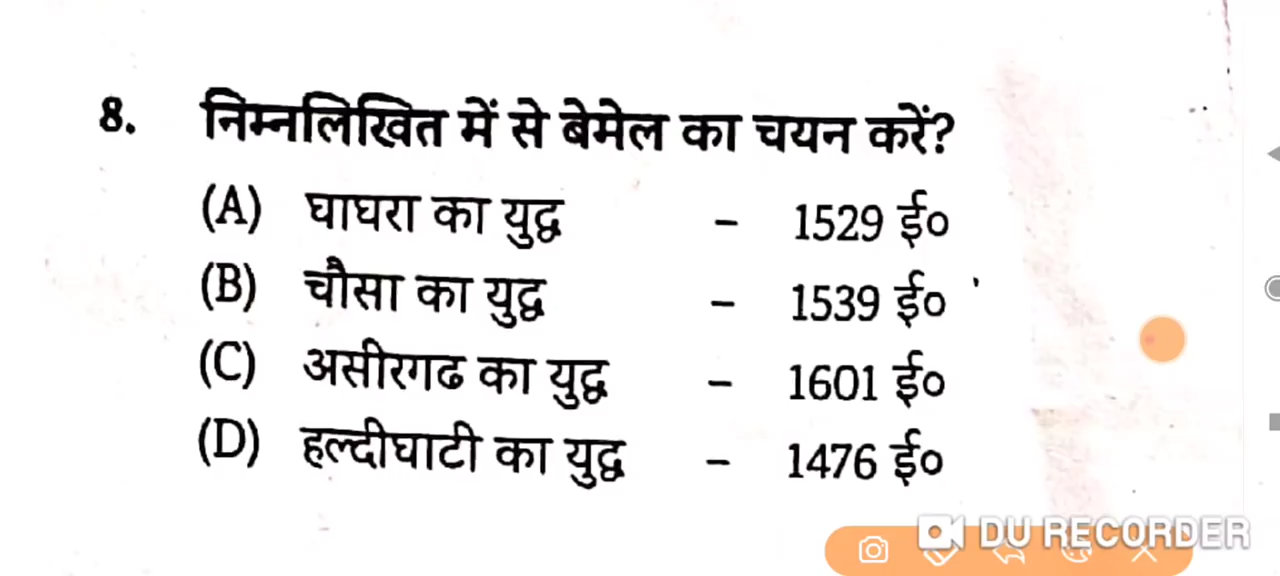 8. निम्नलिखित में से बेमेल का चयन करें?
(A) घाघरा का युद्ध – 1529 ई०
(B) चौसा का युद्ध – 1539 ई०
(C) असीरगढ का युद्ध – 1601 ई०
(D) हल्दीघाटी का युद्ध – 1476 ई०
DU RECORDER